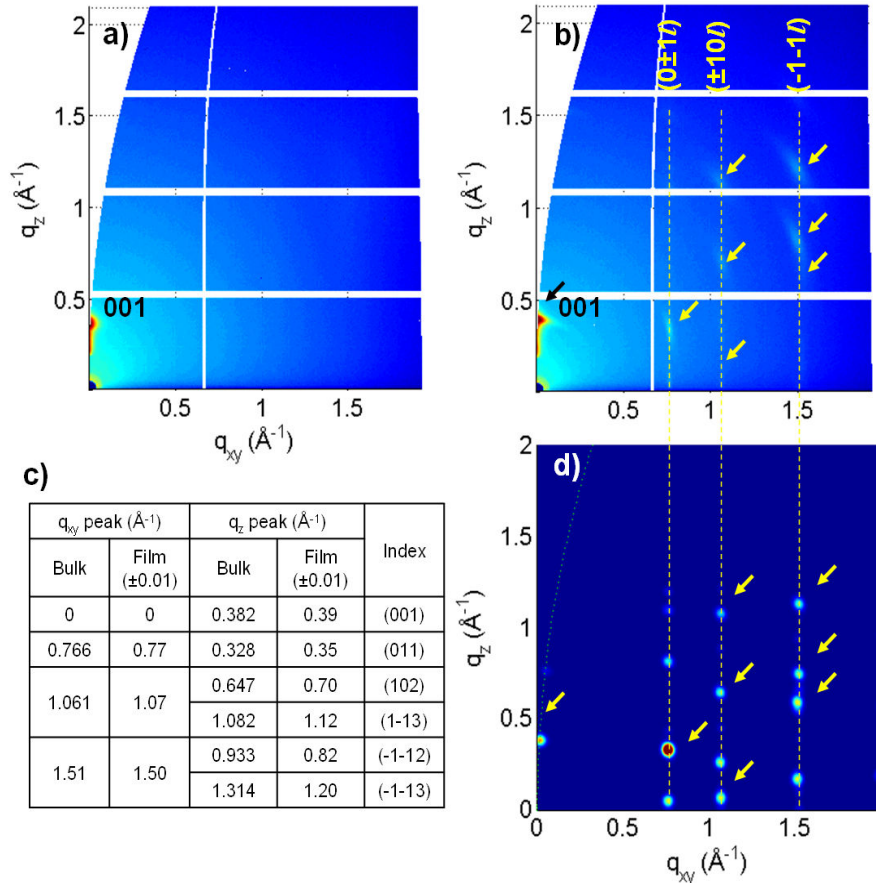 a)
2
1.5
1
0.5
q_z (Å⁻¹)
001
0.5 1 1.5
q_xy (Å⁻¹)
b)
(0±1l) (±10l) (-1-1l)
2
1.5
1
0.5
q_z (Å⁻¹)
001
0.5 1 1.5
c)
q_xy peak (Å⁻¹) q_z peak (Å⁻¹) Index
Bulk Film (±0.01) Bulk Film (±0.01)
0 0 0.382 0.39 (001)
0.766 0.77 0.328 0.35 (011)
1.061 1.07 0.647 0.70 (102)
1.082 1.12 (1-13)
1.51 1.50 0.933 0.82 (-1-12)
1.314 1.20 (-1-13)
d)
2
1.5
1
0.5
0
q_z (Å⁻¹)
0 0.5 1 1.5
q_xy (Å⁻¹)